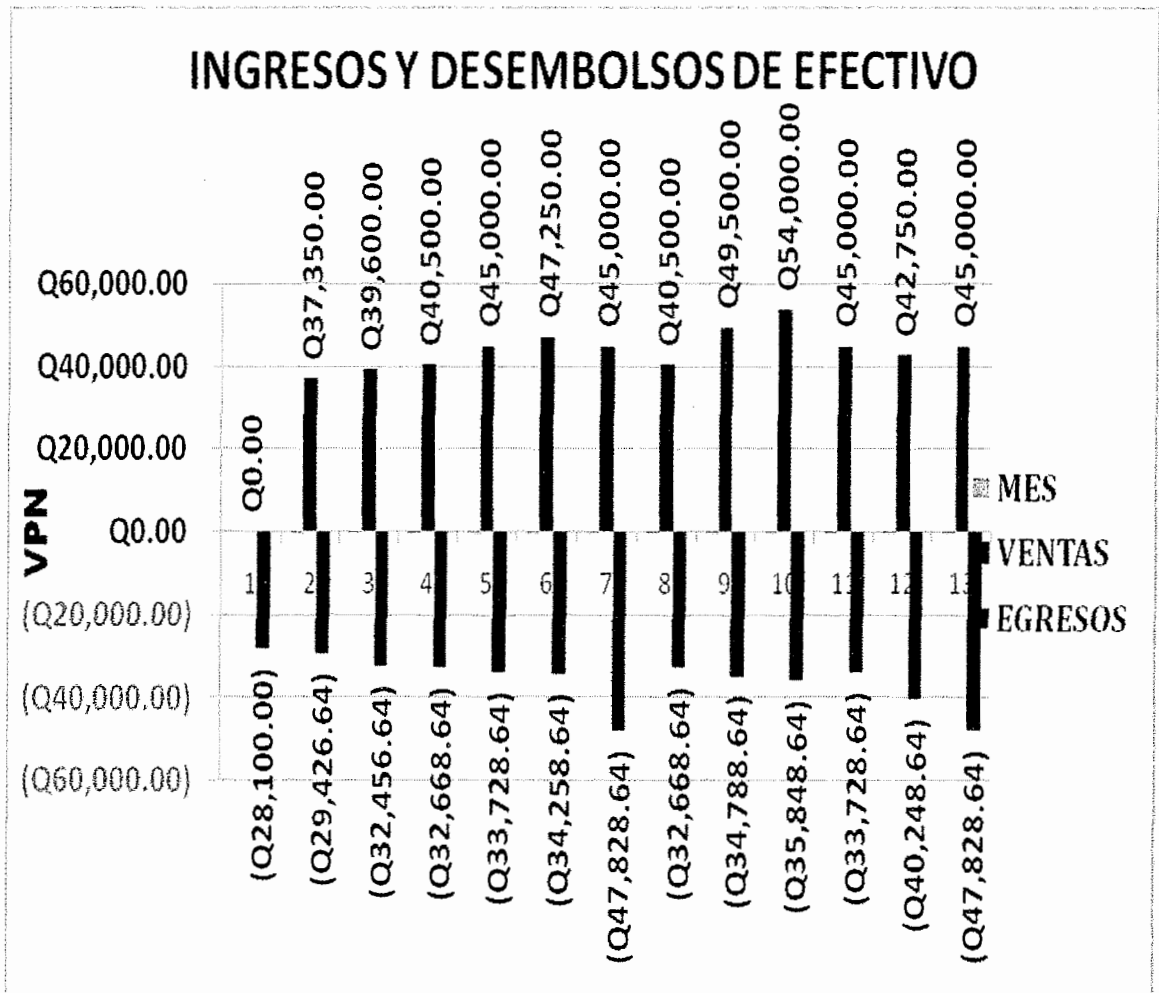 INGRESOS Y DESEMBOLSOS DE EFECTIVO
Q0.00
Q37,350.00
Q39,600.00
Q40,500.00
Q45,000.00
Q47,250.00
Q45,000.00
Q40,500.00
Q49,500.00
Q54,000.00
Q45,000.00
Q42,750.00
Q45,000.00
VPN
Q60,000.00
Q40,000.00
Q20,000.00
Q0.00
(Q20,000.00)
(Q40,000.00)
(Q60,000.00)
1 2 3 4 5 6 7 8 9 10 11 12 13
MES
VENTAS
EGRESOS
(Q28,100.00)
(Q29,426.64)
(Q32,456.64)
(Q32,668.64)
(Q33,728.64)
(Q34,258.64)
(Q47,828.64)
(Q32,668.64)
(Q34,788.64)
(Q35,848.64)
(Q33,728.64)
(Q40,248.64)
(Q47,828.64)